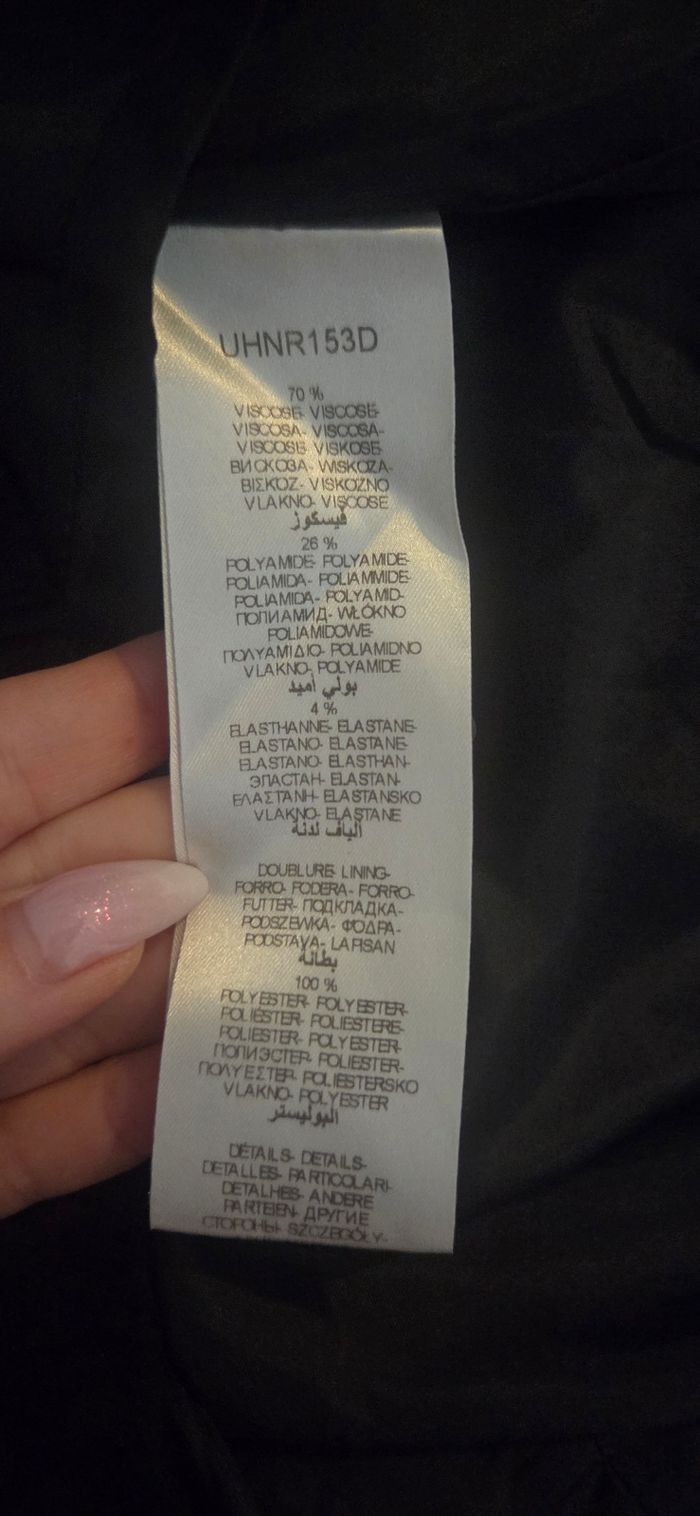 UHNR153D
70 %
VISCOSE- VISCOSE-
VISCOSA- VISCOSA-
VISCOSE- VISKOSE-
ВИСКОЗА- WISKOZA-
ΒΙΣΚΟΖ- VISKOZNO
VLAKNO- VISCOSE
فيسكوز
26 %
POLYAMIDE- POLYAMIDE-
POLIAMIDA- POLIAMMIDE-
POLIAMIDA- POLYAMID-
ПОЛИАМИД- WŁÓKNO
POLIAMIDOWE-
ΠΟΛΥΑΜΙΔΙΟ- POLIAMIDNO
VLAKNO- POLYAMIDE
بولي أميد
4 %
ELASTHANNE- ELASTANE-
ELASTANO- ELASTANE-
ELASTANO- ELASTHAN-
ЭЛАСТАН- ELASTAN-
ΕΛΑΣΤΑΝΗ- ELASTANSKO
VLAKNO- ELASTANE
الياف لدنة
DOUBLURE- LINING-
FORRO- FODERA- FORRO-
FUTTER- ПОДКЛАДКА-
PODSZEWKA- ΦΟΔΡΑ-
PODSTAVA- LAPISAN
بطانة
100 %
POLYESTER- POLYESTER-
POLIÉSTER- POLIESTERE-
POLIESTER- POLYESTER-
ПОЛИЭСТЕР- POLIESTER-
ΠΟΛΥΕΣΤΕΡ- POLIESTERSKO
VLAKNO- POLYESTER
البوليستر
DÉTAILS- DETAILS-
DETALLES- PARTICOLARI-
DETALHES- ANDERE
PARTEIEN- ДРУГИЕ
СТОРОНЫ- SZCZEGÓŁY-